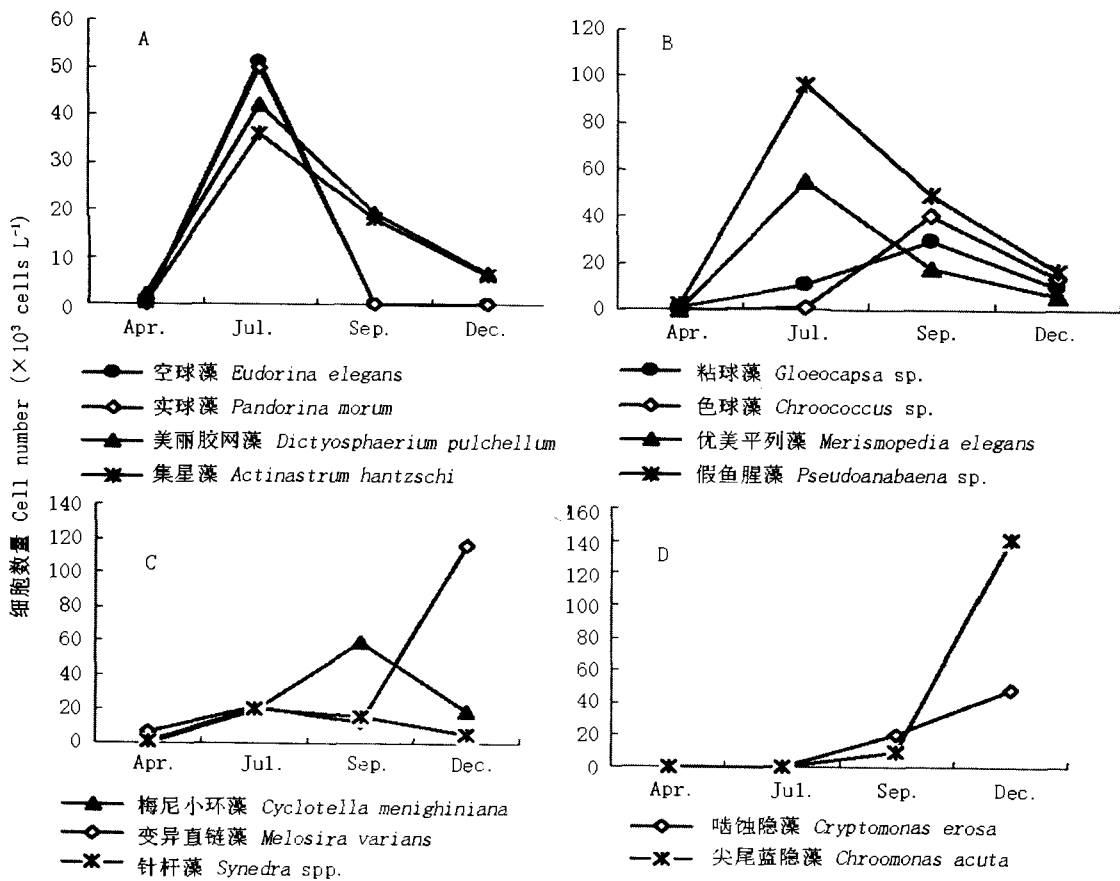 细胞数量 Cell number (×10³ cells L⁻¹)
A
60
50
40
30
20
10
0
Apr.
Jul.
Sep.
Dec.
空球藻 Eudorina elegans
实球藻 Pandorina morum
美丽胶网藻 Dictyosphaerium pulchellum
集星藻 Actinastrum hantzschi
B
120
100
80
60
40
20
0
Apr.
Jul.
Sep.
Dec.
粘球藻 Gloeocapsa sp.
色球藻 Chroococcus sp.
优美平列藻 Merismopedia elegans
假鱼腥藻 Pseudoanabaena sp.
C
140
120
100
80
60
40
20
0
Apr.
Jul.
Sep.
Dec.
梅尼小环藻 Cyclotella menighiniana
变异直链藻 Melosira varians
针杆藻 Synedra spp.
D
160
140
120
100
80
60
40
20
0
Apr.
Jul.
Sep.
Dec.
啮蚀隐藻 Cryptomonas erosa
尖尾蓝隐藻 Chroomonas acuta